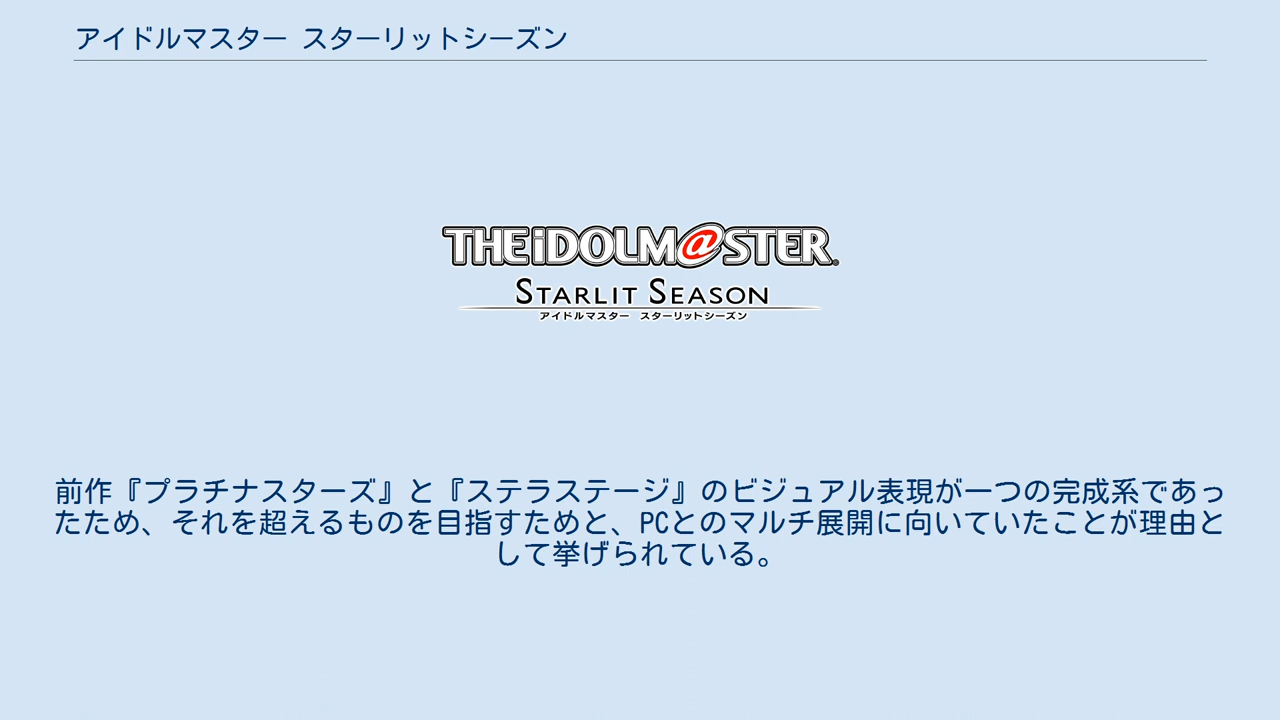 アイドルマスター スターリットシーズン
THE iDOLM@STER
STARLIT SEASON
アイドルマスター スターリットシーズン
前作『プラチナスターズ』と『ステラステージ』のビジュアル表現が一つの完成系であっ
たため、それを超えるものを目指すためと、PCとのマルチ展開に向いていたことが理由と
して挙げられている。